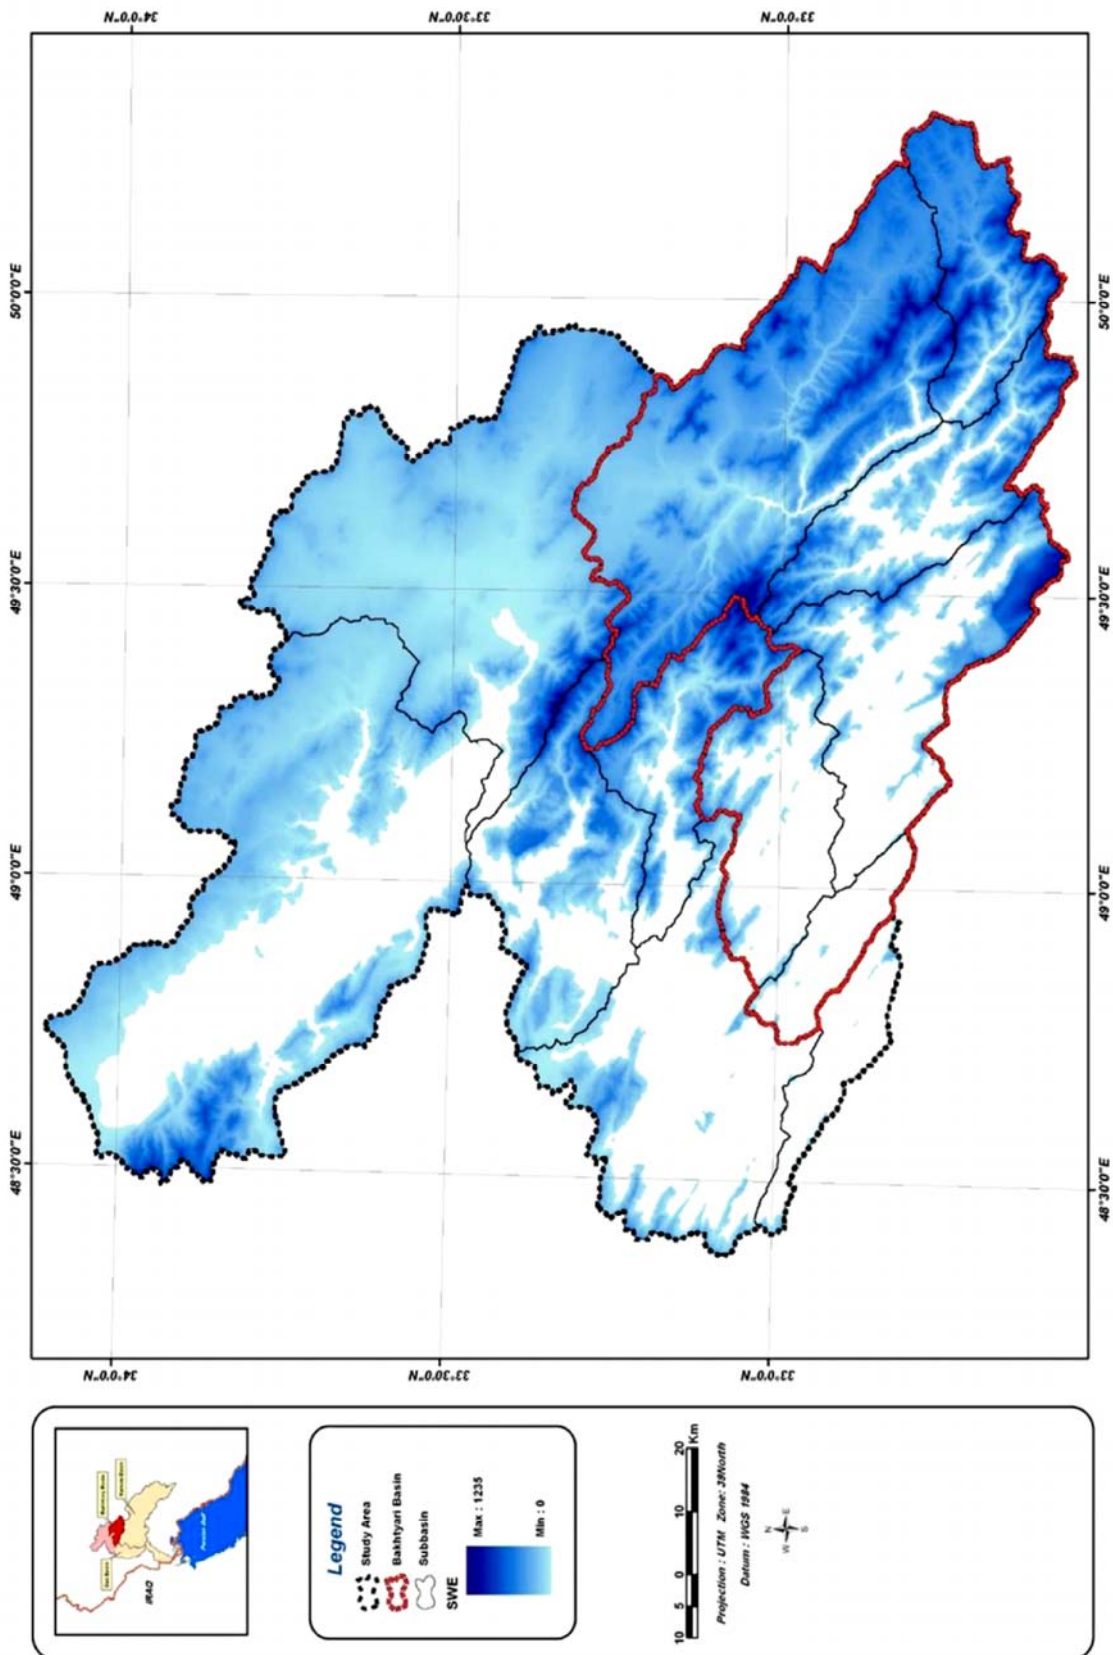 34°0'0"N
33°30'0"N
33°0'0"N
50°0'0"E
50°0'0"E
49°30'0"E
49°30'0"E
49°0'0"E
49°0'0"E
48°30'0"E
48°30'0"E
34°0'0"N
33°30'0"N
33°0'0"N
IRAQ
Persian Gulf
Legend
Study Area
Bakhtyari Basin
Subbasin
SWE
Max : 1235
Min : 0
10 5 0 10 20
Km
Projection : UTM Zone: 39North
Datum : WGS 1984
N
W E
S